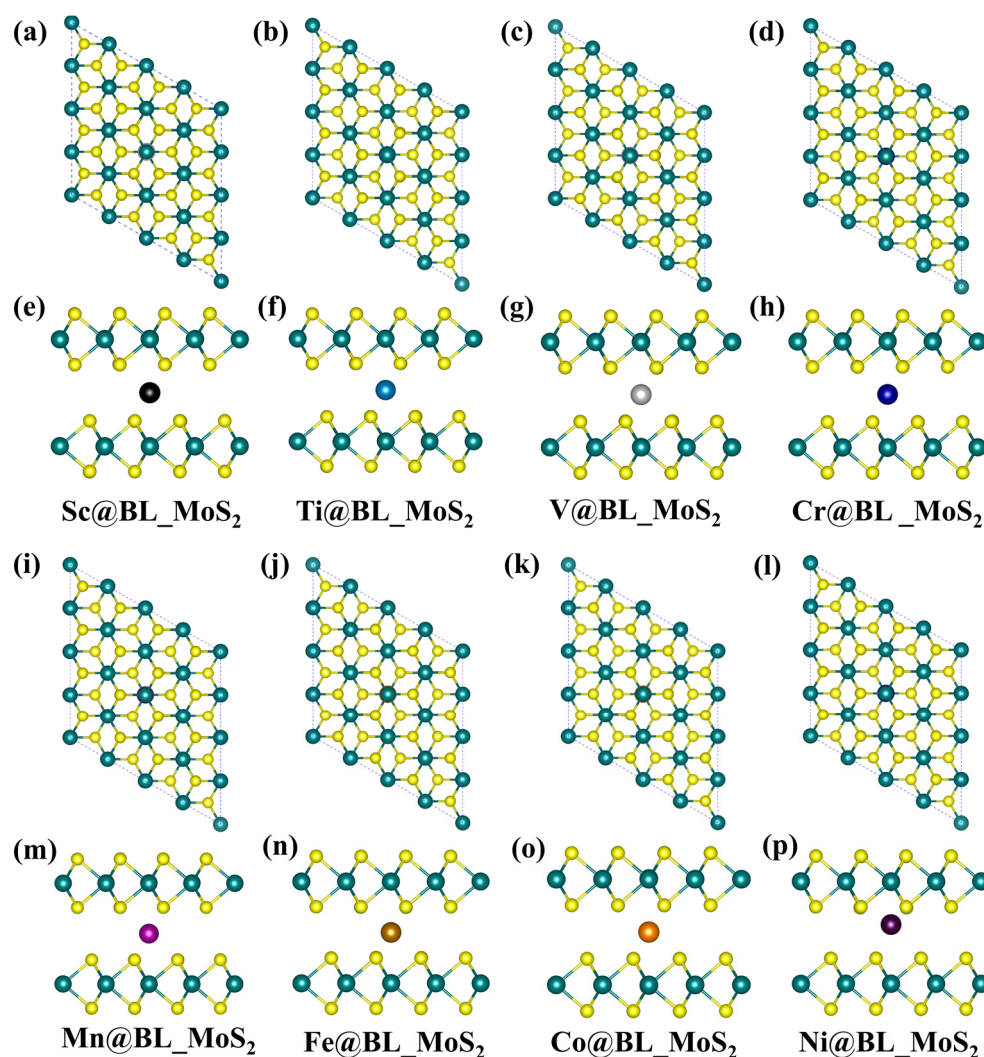 (a) (b) (c) (d)
(e) (f) (g) (h)
Sc@BL_MoS₂ Ti@BL_MoS₂ V@BL_MoS₂ Cr@BL _MoS₂
(i) (j) (k) (l)
(m) (n) (o) (p)
Mn@BL_MoS₂ Fe@BL_MoS₂ Co@BL_MoS₂ Ni@BL_MoS₂